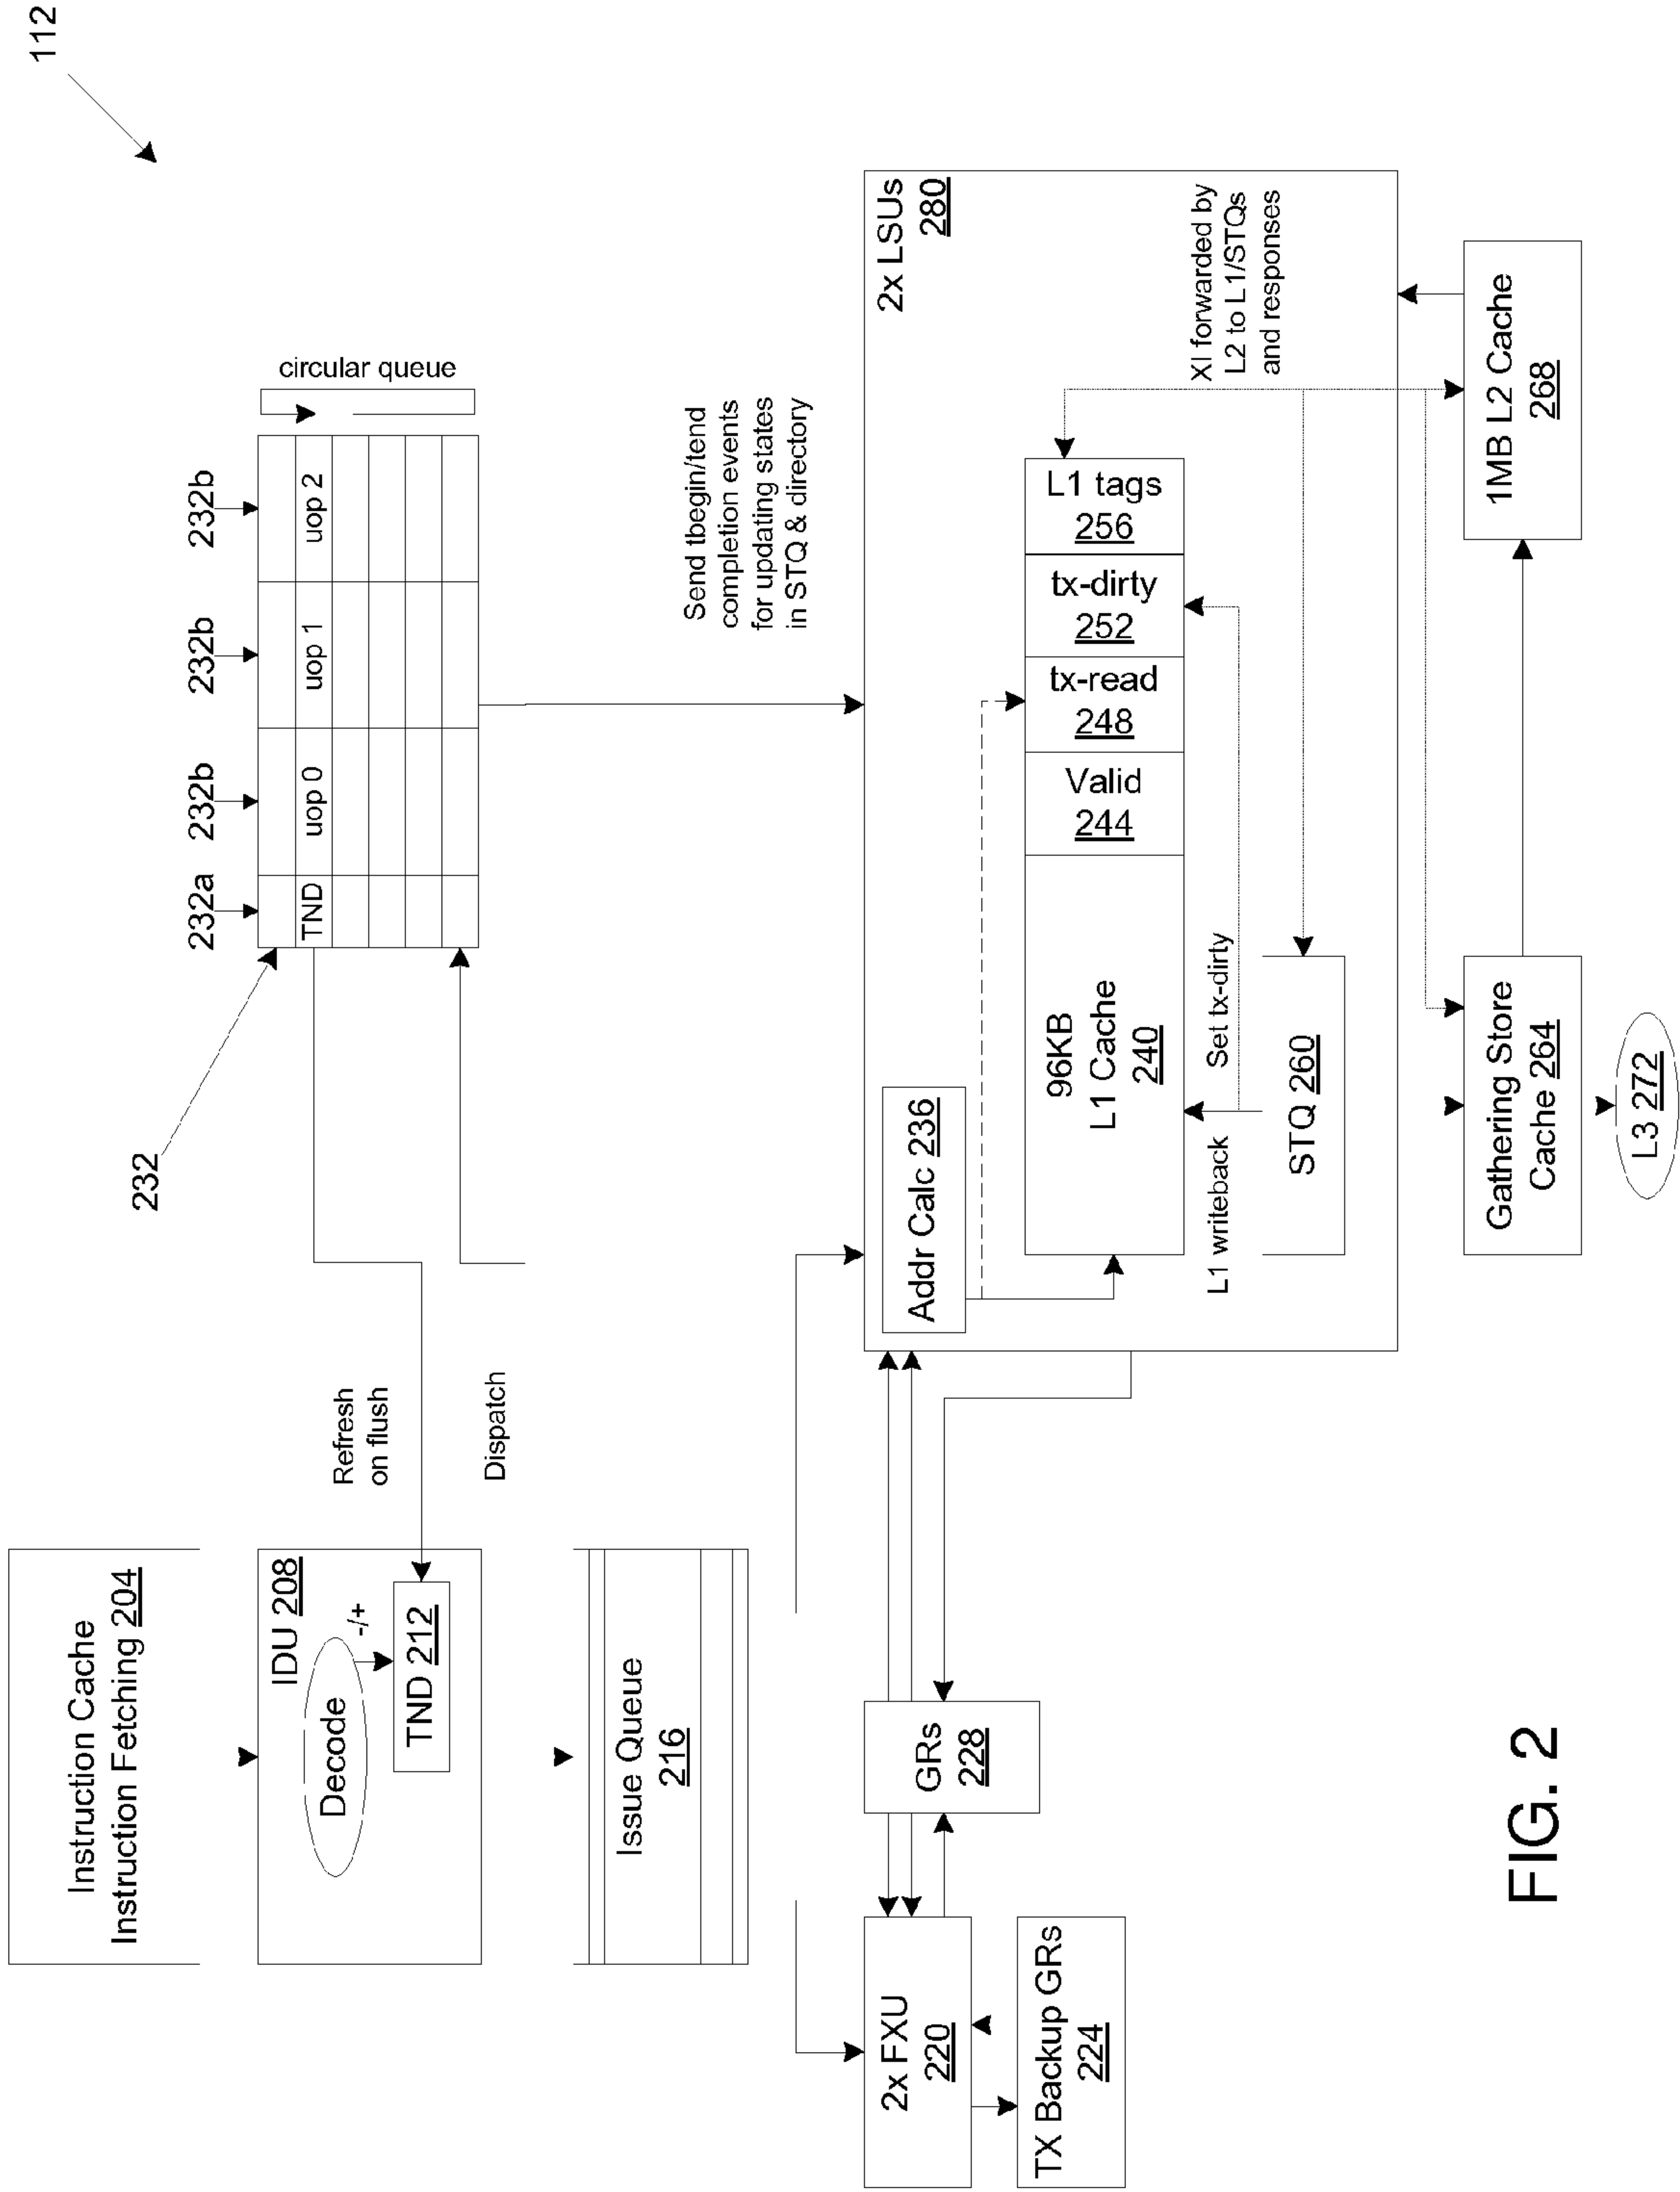 112
Instruction Cache
Instruction Fetching 204
IDU 208
Decode
-/+
TND 212
Refresh
on flush
Dispatch
Issue Queue
216
232
232a
232b
232b
232b
TND
uop 0
uop 1
uop 2
circular queue
Send tbegin/tend
completion events
for updating states
in STQ & directory
2x FXU
220
TX Backup GRs
224
GRs
228
2x LSUs
280
Addr Calc 236
96KB
L1 Cache
240
Valid
244
tx-read
248
tx-dirty
252
L1 tags
256
L1 writeback
Set tx-dirty
XI forwarded by
L2 to L1/STQs
and responses
STQ 260
Gathering Store
Cache 264
1MB L2 Cache
268
L3 272
FIG. 2